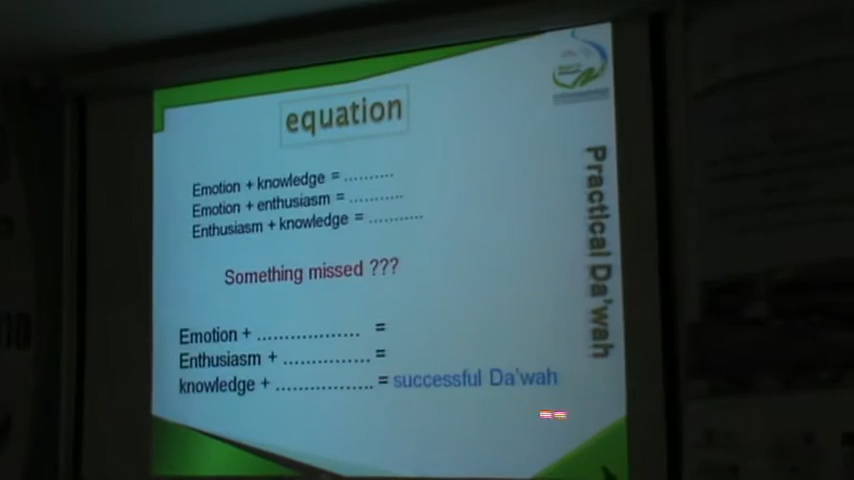 equation
Emotion + knowledge = ..........
Emotion + enthusiasm = ...........
Enthusiasm + knowledge = ...........
Something missed ???
Emotion + ................. =
Enthusiasm + .............. =
knowledge + ................ = successful Da'wah
Practical Da'wah